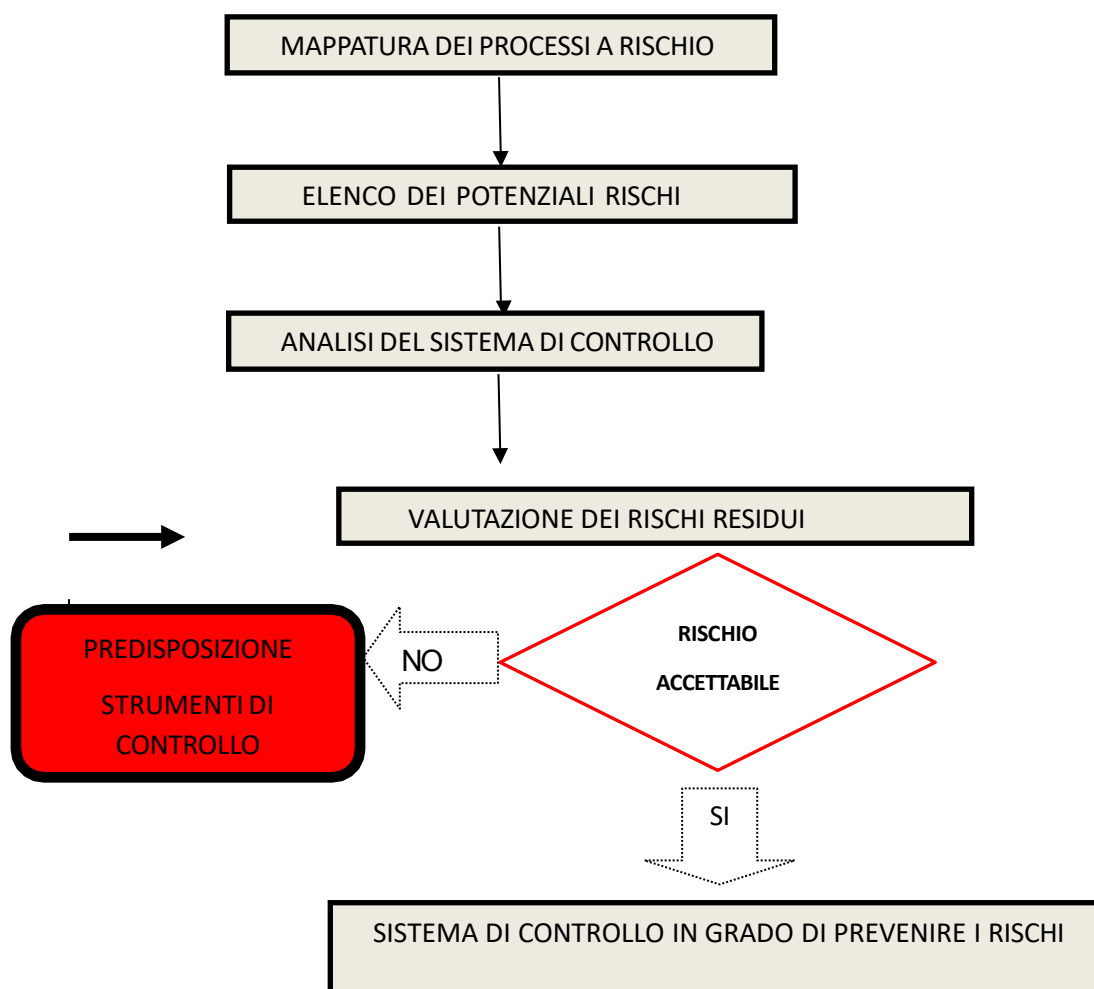 MAPPATURA DEI PROCESSI A RISCHIO
ELENCO DEI POTENZIALI RISCHI
ANALISI DEL SISTEMA DI CONTROLLO
VALUTAZIONE DEI RISCHI RESIDUI
RISCHIO
ACCETTABILE
NO
PREDISPOSIZIONE
STRUMENTI DI
CONTROLLO
SI
SISTEMA DI CONTROLLO IN GRADO DI PREVENIRE I RISCHI